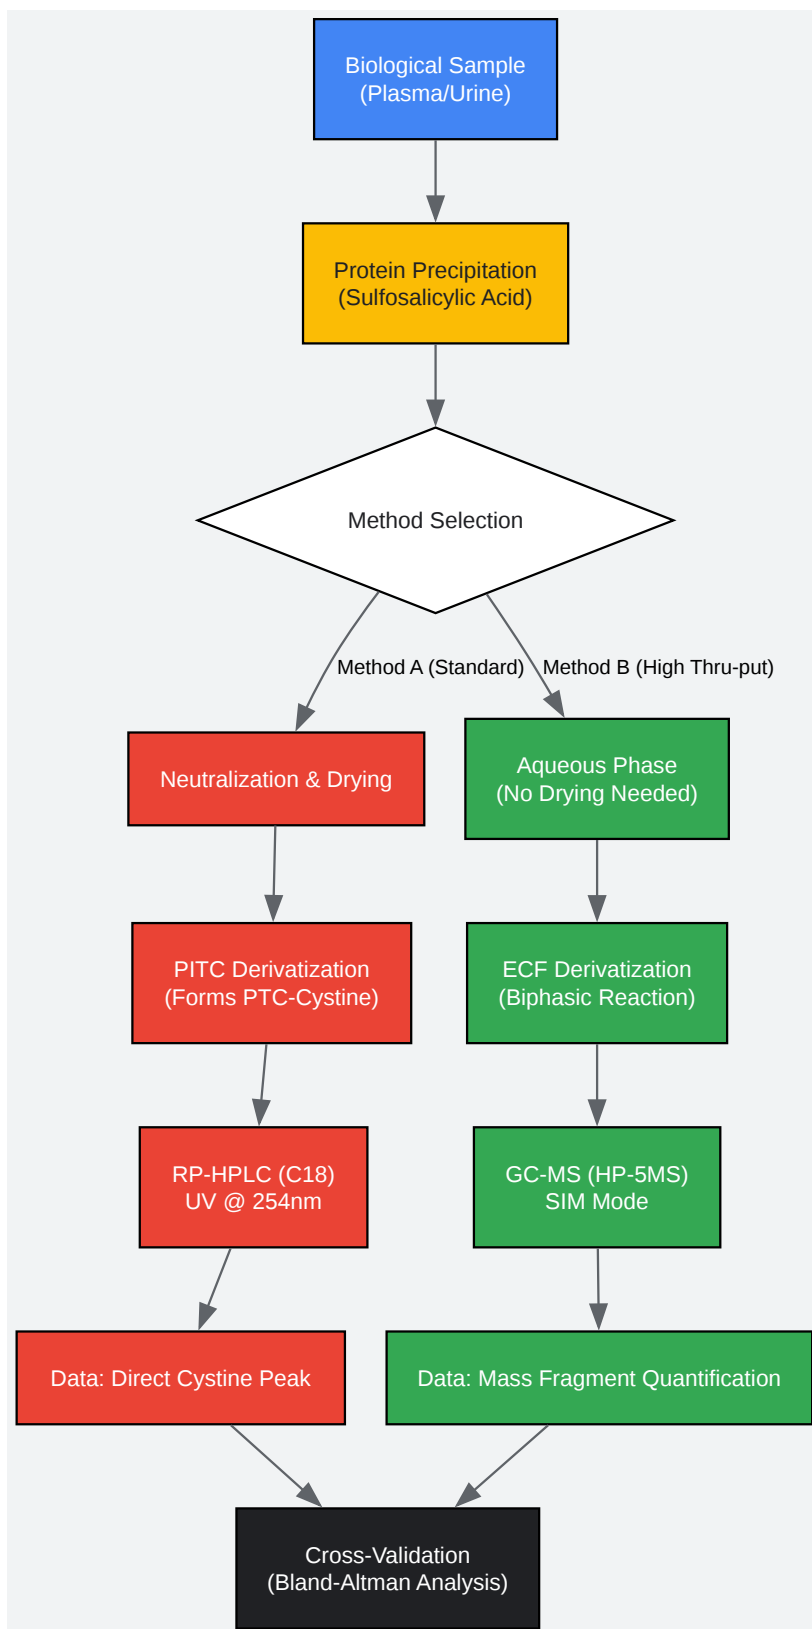 Biological Sample
(Plasma/Urine)
Protein Precipitation
(Sulfosalicylic Acid)
Method Selection
Method A (Standard)
Method B (High Thru-put)
Neutralization & Drying
Aqueous Phase
(No Drying Needed)
PITC Derivatization
(Forms PTC-Cystine)
ECF Derivatization
(Biphasic Reaction)
RP-HPLC (C18)
UV @ 254nm
GC-MS (HP-5MS)
SIM Mode
Data: Direct Cystine Peak
Data: Mass Fragment Quantification
Cross-Validation
(Bland-Altman Analysis)